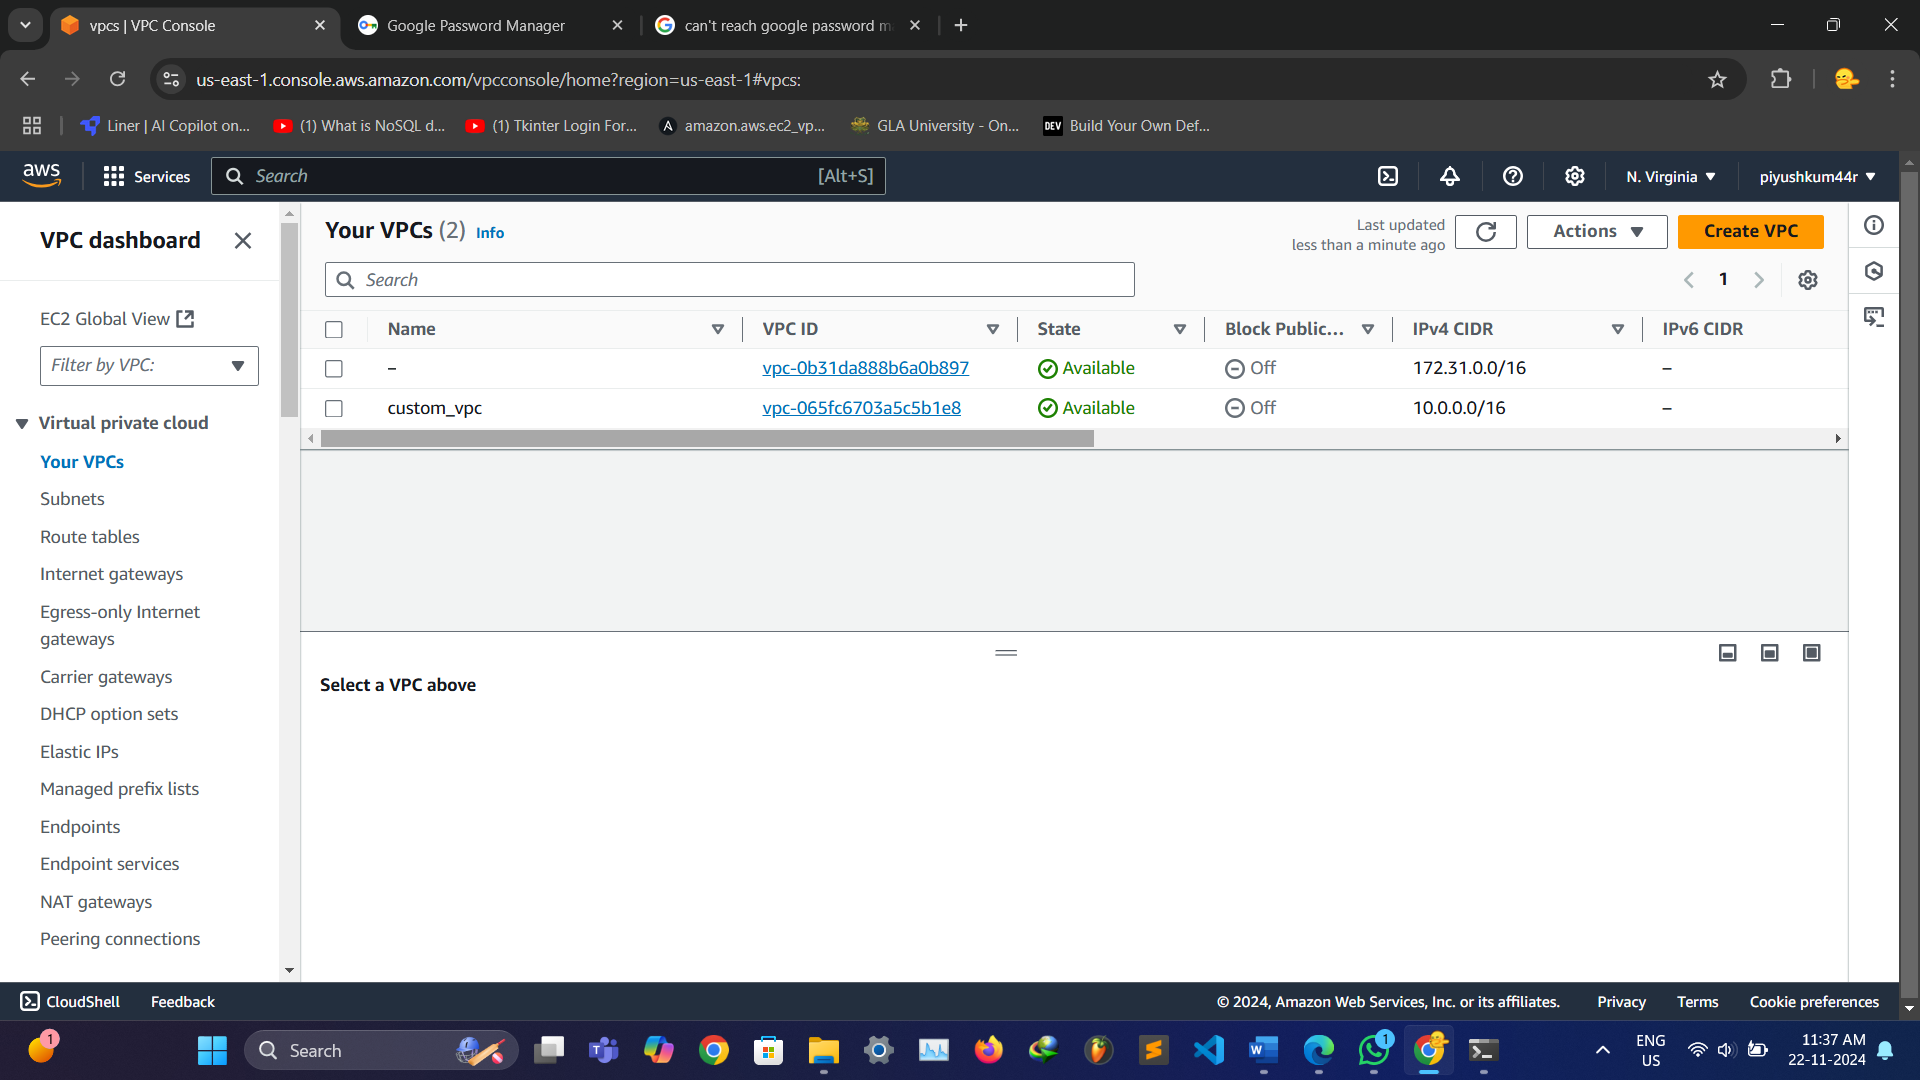 vpcs | VPC Console
Google Password Manager
can't reach google password m
us-east-1.console.aws.amazon.com/vpcconsole/home?region=us-east-1#vpcs:
Liner | AI Copilot on...
(1) What is NoSQL d...
(1) Tkinter Login For...
amazon.aws.ec2_vp...
GLA University - On...
DEV Build Your Own Def...
aws
Services
Search
[Alt+S]
N. Virginia
piyushkum44r
VPC dashboard
EC2 Global View
Filter by VPC:
Virtual private cloud
Your VPCs
Subnets
Route tables
Internet gateways
Egress-only Internet
gateways
Carrier gateways
DHCP option sets
Elastic IPs
Managed prefix lists
Endpoints
Endpoint services
NAT gateways
Peering connections
Your VPCs (2) Info
Last updated
less than a minute ago
Actions
Create VPC
Search
1
Name VPC ID State Block Public... IPv4 CIDR IPv6 CIDR
– vpc-0b31da888b6a0b897 Available Off 172.31.0.0/16 –
custom_vpc vpc-065fc6703a5c5b1e8 Available Off 10.0.0.0/16 –
Select a VPC above
CloudShell Feedback
© 2024, Amazon Web Services, Inc. or its affiliates. Privacy Terms Cookie preferences
1
Search
1
ENG
US
11:37 AM
22-11-2024